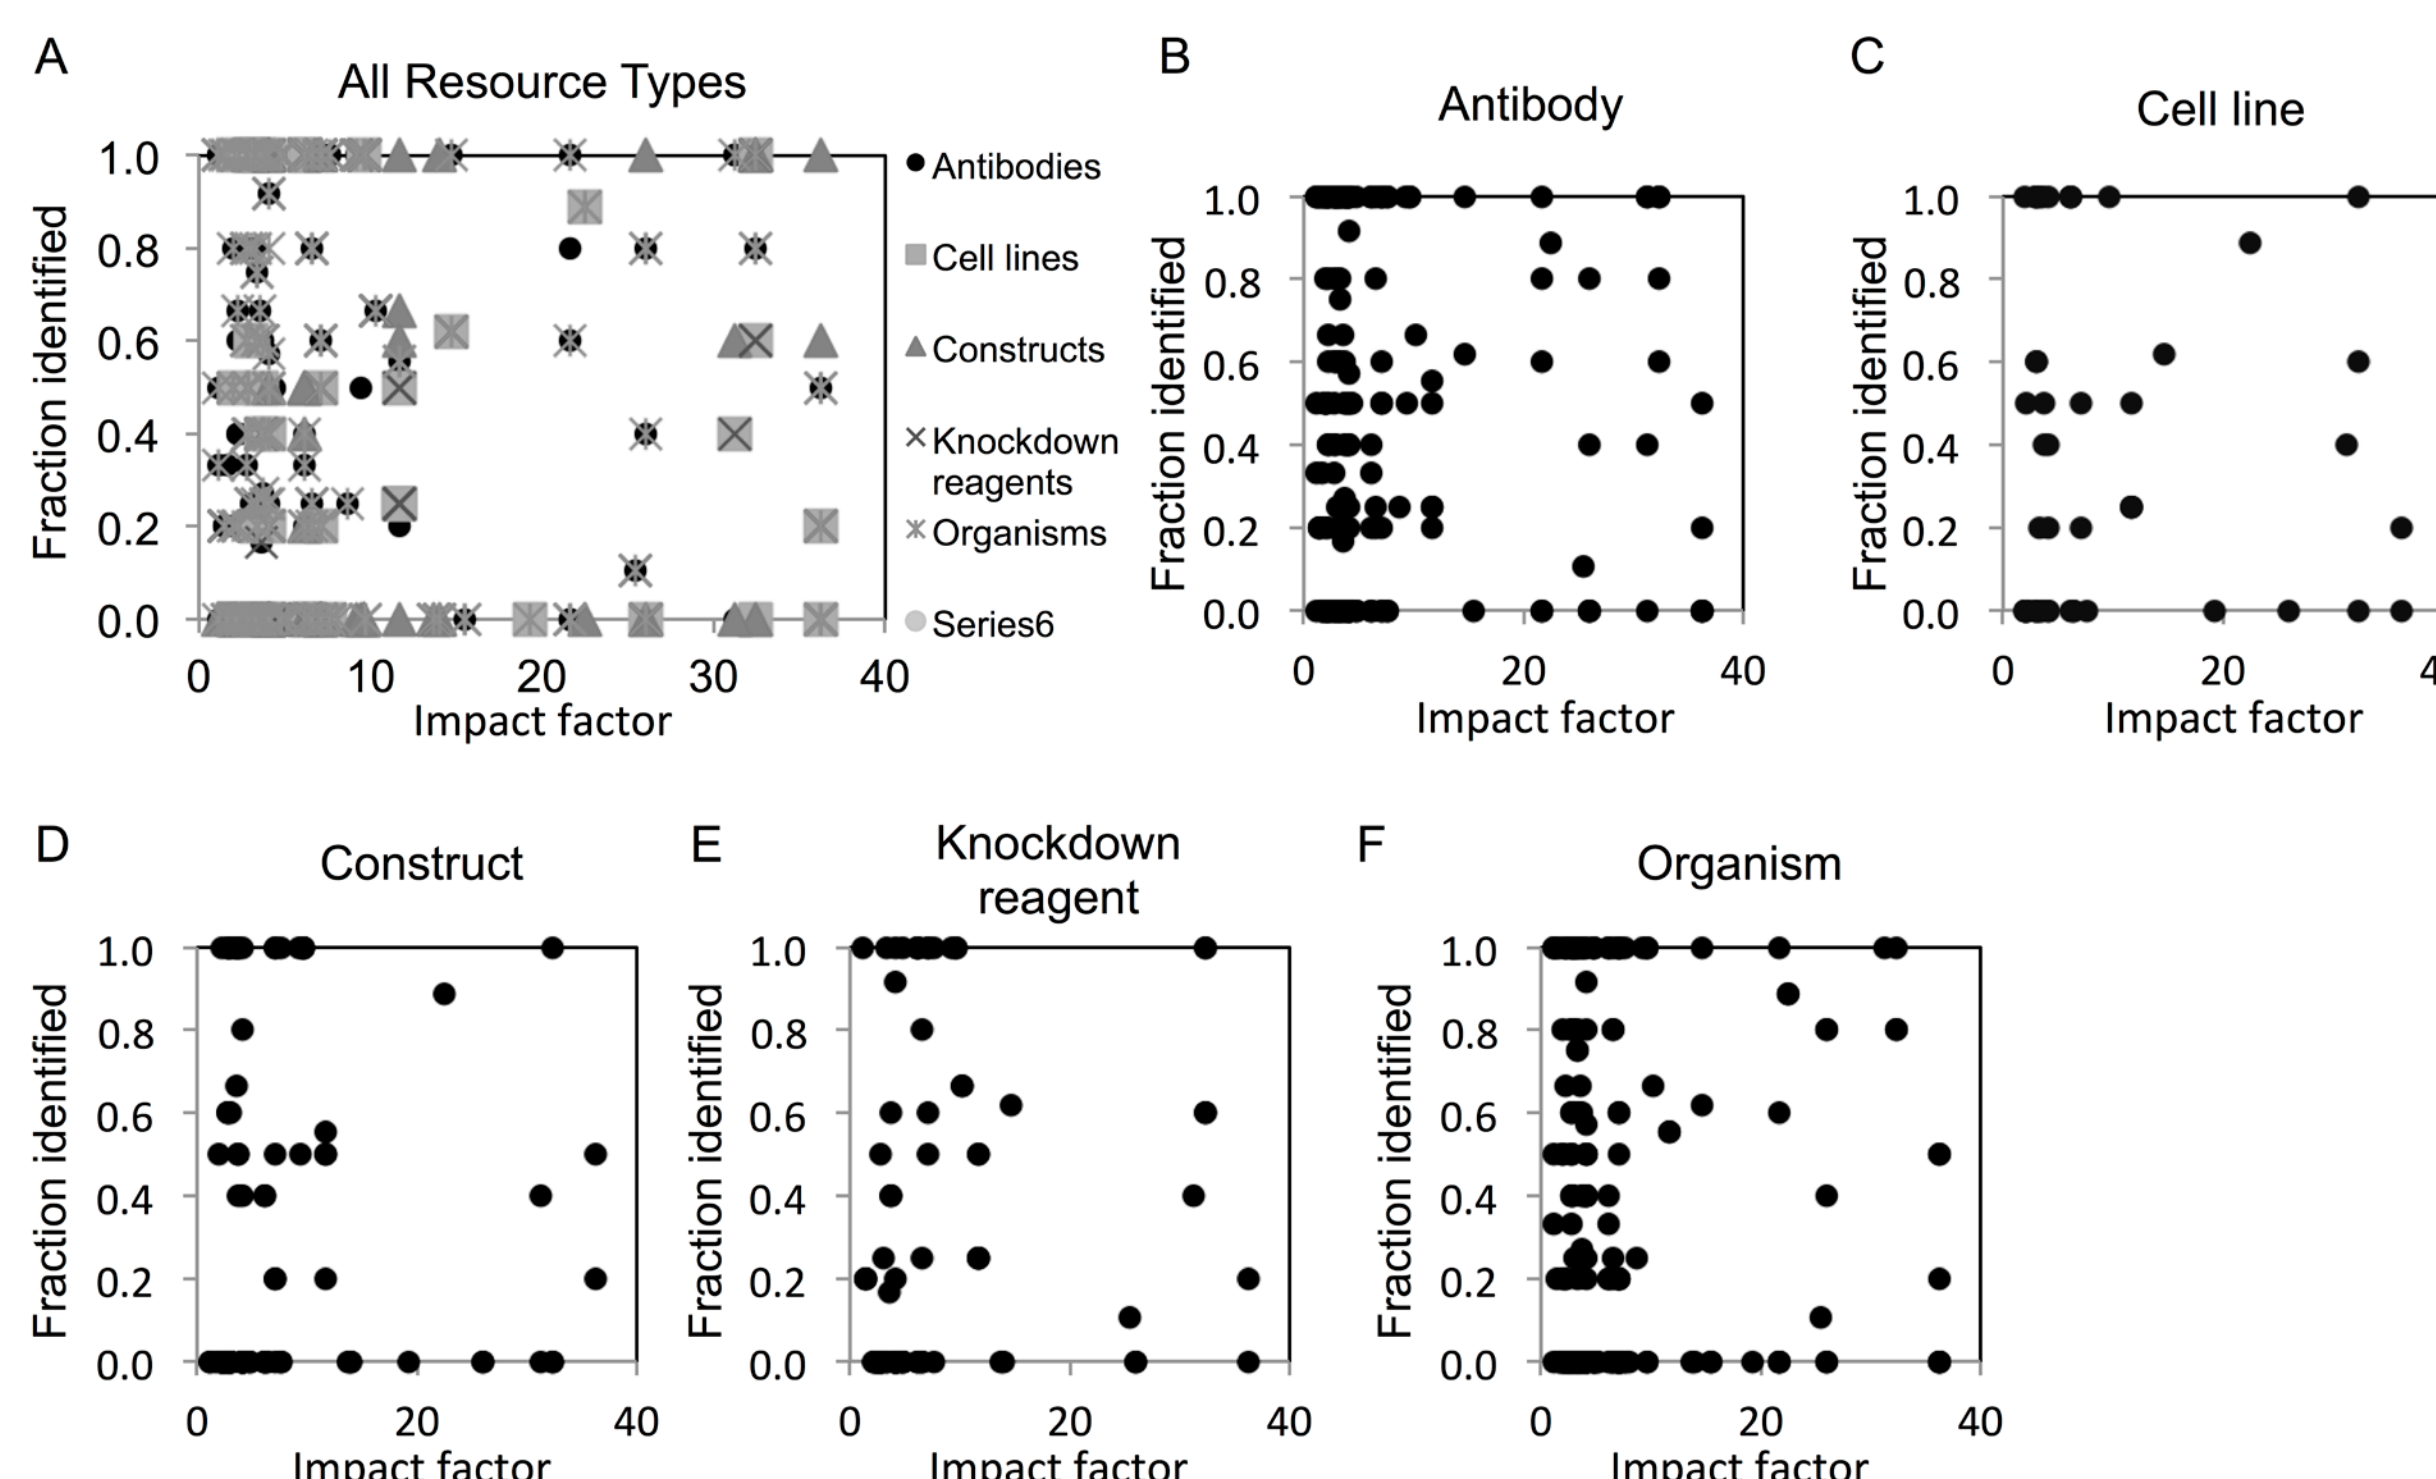 A
All Resource Types
Fraction identified
1.0
0.8
0.6
0.4
0.2
0.0
0 10 20 30 40
Impact factor
Antibodies
Cell lines
Constructs
Knockdown
reagents
Organisms
Series6
B
Antibody
Fraction identified
1.0
0.8
0.6
0.4
0.2
0.0
0 20 40
Impact factor
C
Cell line
Fraction identified
1.0
0.8
0.6
0.4
0.2
0.0
0 20 4
Impact factor
D
Construct
Fraction identified
1.0
0.8
0.6
0.4
0.2
0.0
0 20 40
Impact factor
E
Knockdown
reagent
Fraction identified
1.0
0.8
0.6
0.4
0.2
0.0
0 20 40
Impact factor
F
Organism
Fraction identified
1.0
0.8
0.6
0.4
0.2
0.0
0 20 40
Impact factor